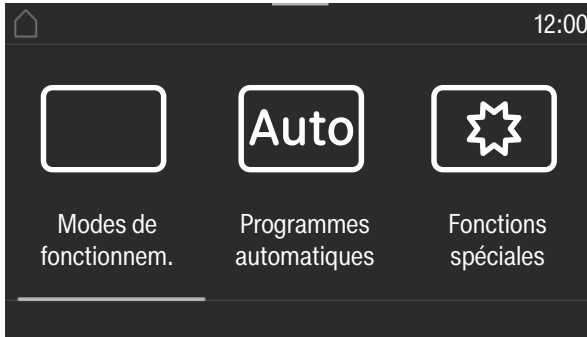 12:00
Auto
Modes de
fonctionnem.
Programmes
automatiques
Fonctions
spéciales